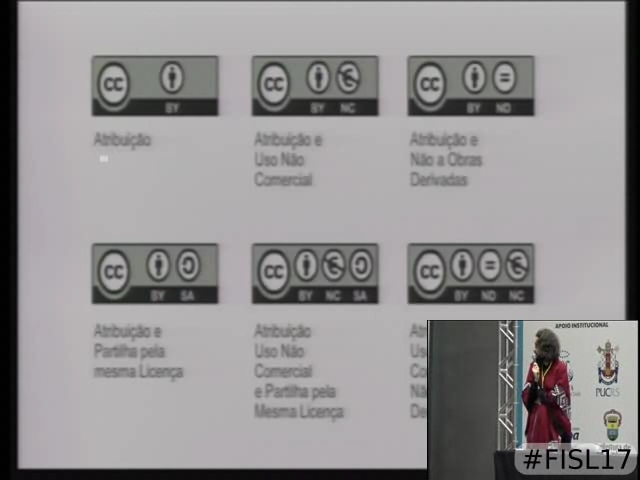 CC BY
CC BY NC
CC BY ND
Atribuição
Atribuição e
Uso Não
Comercial
Atribuição e
Não a Obras
Derivadas
CC BY SA
CC BY NC SA
CC BY ND NC
Atribuição e
Partilha pela
mesma Licença
Atribuição
Uso Não
Comercial
e Partilha pela
Mesma Licença
APOIO INSTITUCIONAL
PUCRS
#FISL17